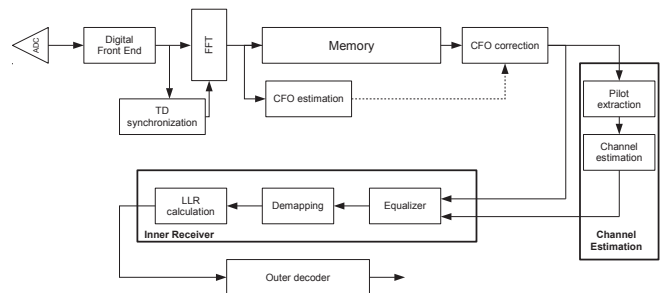 ADC
Digital
Front End
FFT
Memory
CFO correction
TD
synchronization
CFO estimation
Pilot
extraction
Channel
estimation
Channel
Estimation
LLR
calculation
Demapping
Equalizer
Inner Receiver
Outer decoder